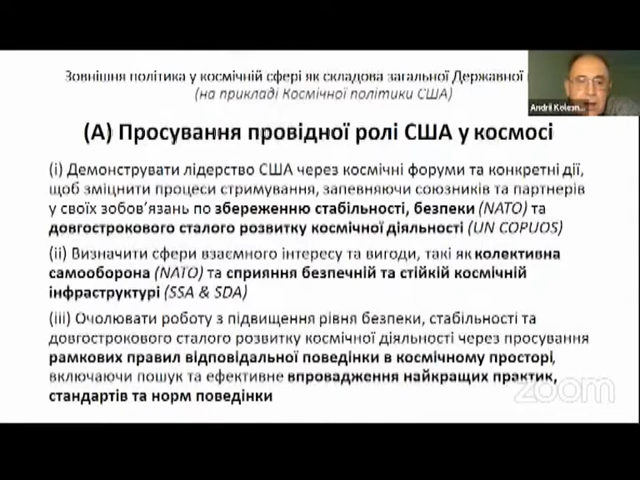 Зовнішня політика у космічній сфері як складова загальної Державної
(на прикладі Космічної політики США)
Andrii Kolesn...
(А) Просування провідної ролі США у космосі
(i) Демонструвати лідерство США через космічні форуми та конкретні дії,
щоб зміцнити процеси стримування, запевняючи союзників та партнерів
у своїх зобов’язань по збереженню стабільності, безпеки (NATO) та
довгострокового сталого розвитку космічної діяльності (UN COPUOS)
(ii) Визначити сфери взаємного інтересу та вигоди, такі як колективна
самооборона (NATO) та сприяння безпечній та стійкій космічній
інфраструктурі (SSA & SDA)
(iii) Очолювати роботу з підвищення рівня безпеки, стабільності та
довгострокового сталого розвитку космічної діяльності через просування
рамкових правил відповідальної поведінки в космічному просторі,
включаючи пошук та ефективне впровадження найкращих практик,
стандартів та норм поведінки
zoom